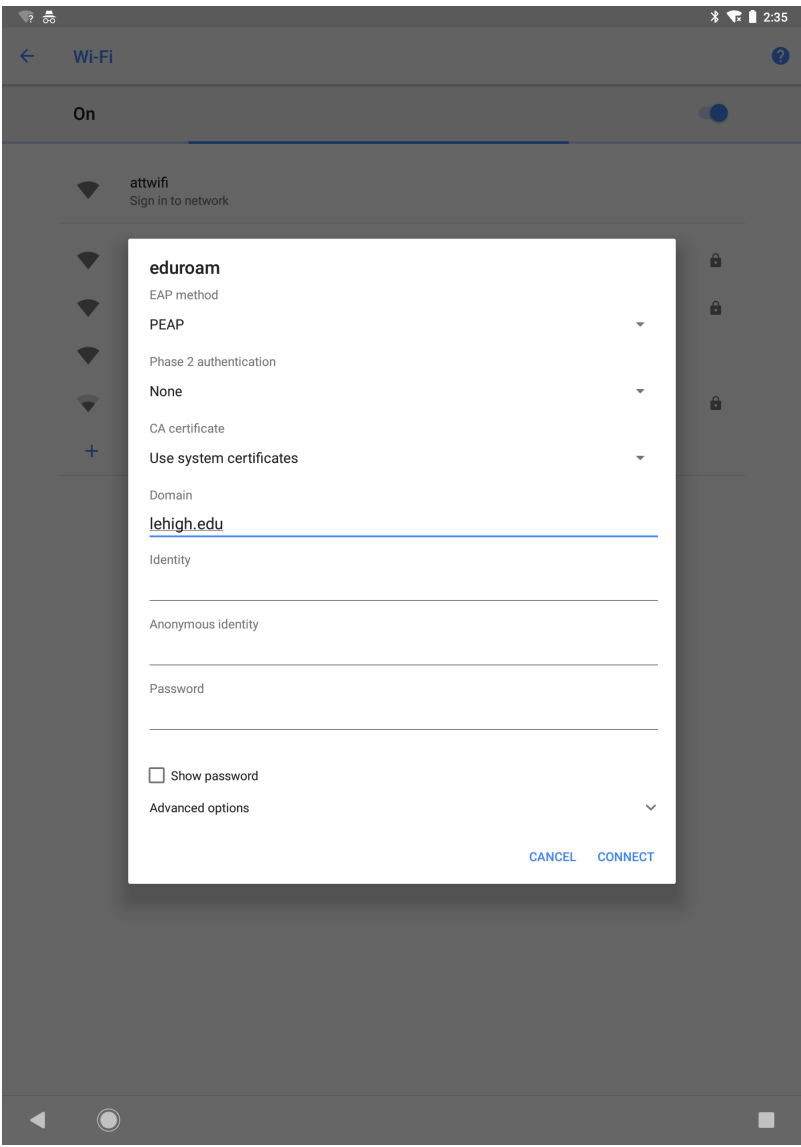 2:35
Wi-Fi
On
attwifi
Sign in to network
eduroam
EAP method
PEAP
Phase 2 authentication
None
CA certificate
Use system certificates
Domain
lehigh.edu
Identity
Anonymous identity
Password
Show password
Advanced options
CANCEL CONNECT